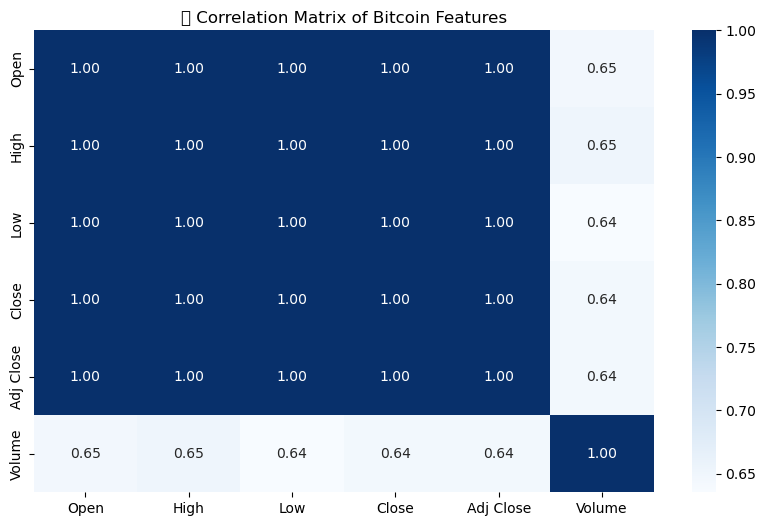 ▯ Correlation Matrix of Bitcoin Features
Open 1.00 1.00 1.00 1.00 1.00 0.65
High 1.00 1.00 1.00 1.00 1.00 0.65
Low 1.00 1.00 1.00 1.00 1.00 0.64
Close 1.00 1.00 1.00 1.00 1.00 0.64
Adj Close 1.00 1.00 1.00 1.00 1.00 0.64
Volume 0.65 0.65 0.64 0.64 0.64 1.00
Open High Low Close Adj Close Volume
1.00
0.95
0.90
0.85
0.80
0.75
0.70
0.65